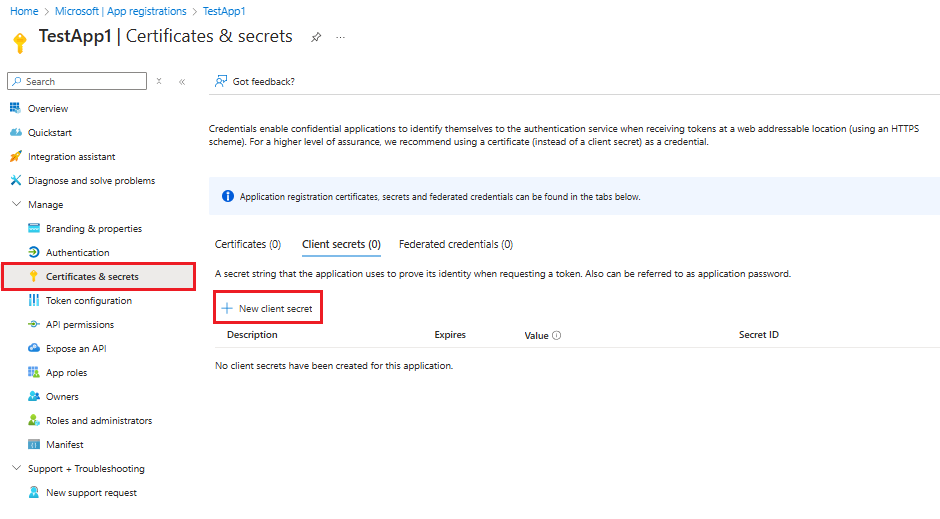 Home > Microsoft | App registrations > TestApp1
TestApp1 | Certificates & secrets
Search
Overview
Quickstart
Integration assistant
Diagnose and solve problems
Manage
Branding & properties
Authentication
Certificates & secrets
Token configuration
API permissions
Expose an API
App roles
Owners
Roles and administrators
Manifest
Support + Troubleshooting
New support request
Got feedback?
Credentials enable confidential applications to identify themselves to the authentication service when receiving tokens at a web addressable location (using an HTTPS
scheme). For a higher level of assurance, we recommend using a certificate (instead of a client secret) as a credential.
Application registration certificates, secrets and federated credentials can be found in the tabs below.
Certificates (0) Client secrets (0) Federated credentials (0)
A secret string that the application uses to prove its identity when requesting a token. Also can be referred to as application password.
New client secret
Description Expires Value Secret ID
No client secrets have been created for this application.